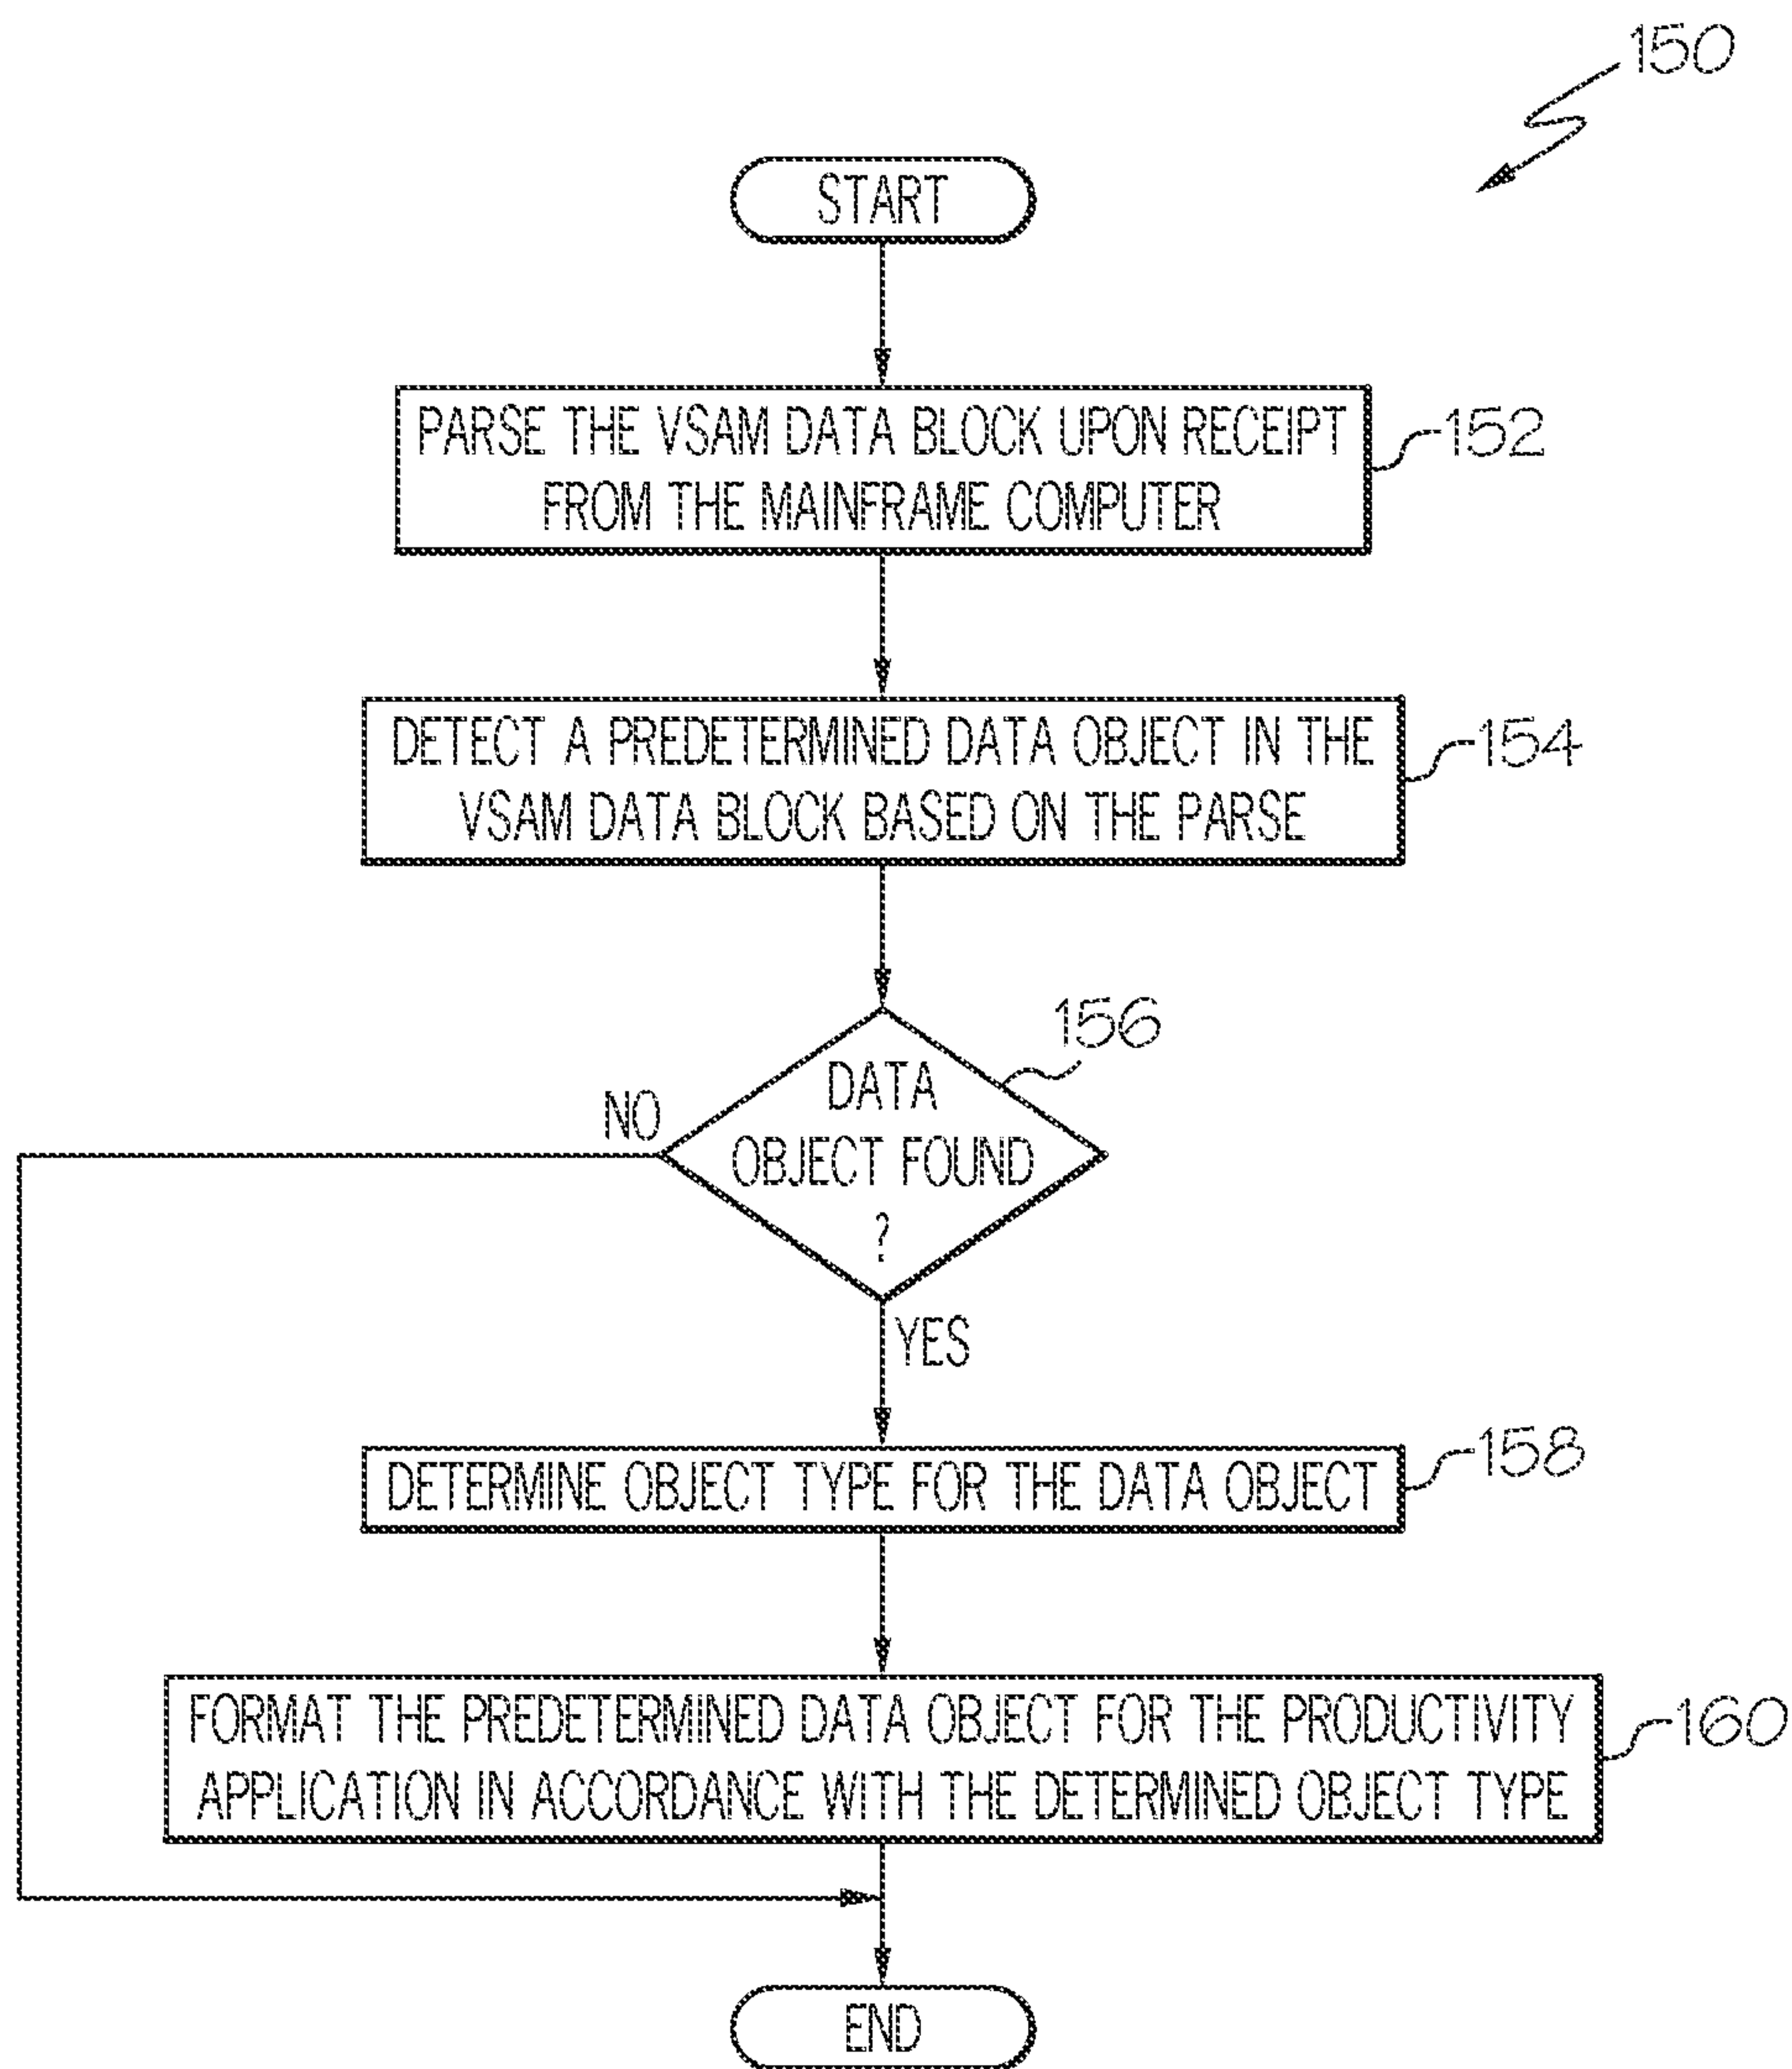 150
START
PARSE THE VSAM DATA BLOCK UPON RECEIPT
FROM THE MAINFRAME COMPUTER
152
DETECT A PREDETERMINED DATA OBJECT IN THE
VSAM DATA BLOCK BASED ON THE PARSE
154
156
DATA
OBJECT FOUND
?
NO
YES
DETERMINE OBJECT TYPE FOR THE DATA OBJECT
158
FORMAT THE PREDETERMINED DATA OBJECT FOR THE PRODUCTIVITY
APPLICATION IN ACCORDANCE WITH THE DETERMINED OBJECT TYPE
160
END